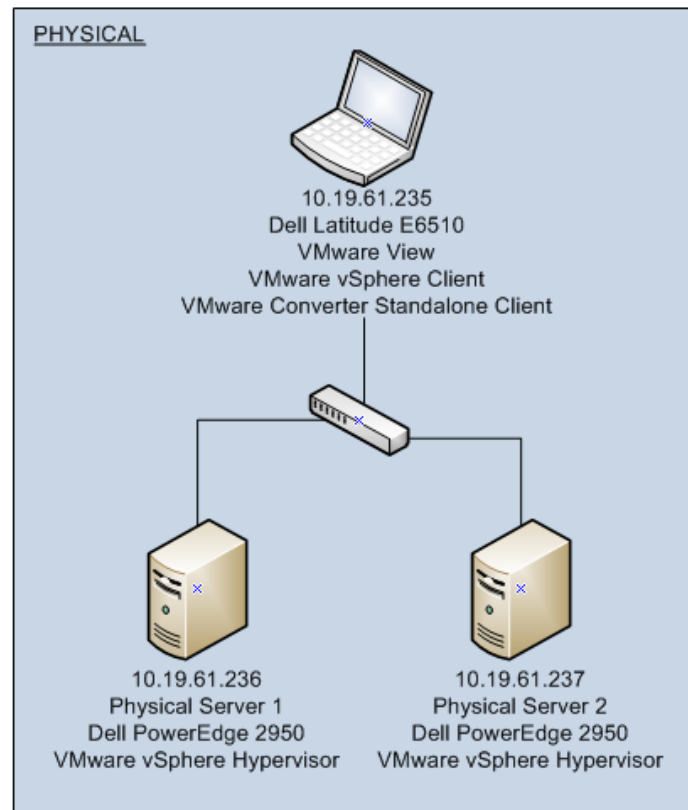 PHYSICAL
10.19.61.235
Dell Latitude E6510
VMware View
VMware vSphere Client
VMware Converter Standalone Client
10.19.61.236
Physical Server 1
Dell PowerEdge 2950
VMware vSphere Hypervisor
10.19.61.237
Physical Server 2
Dell PowerEdge 2950
VMware vSphere Hypervisor